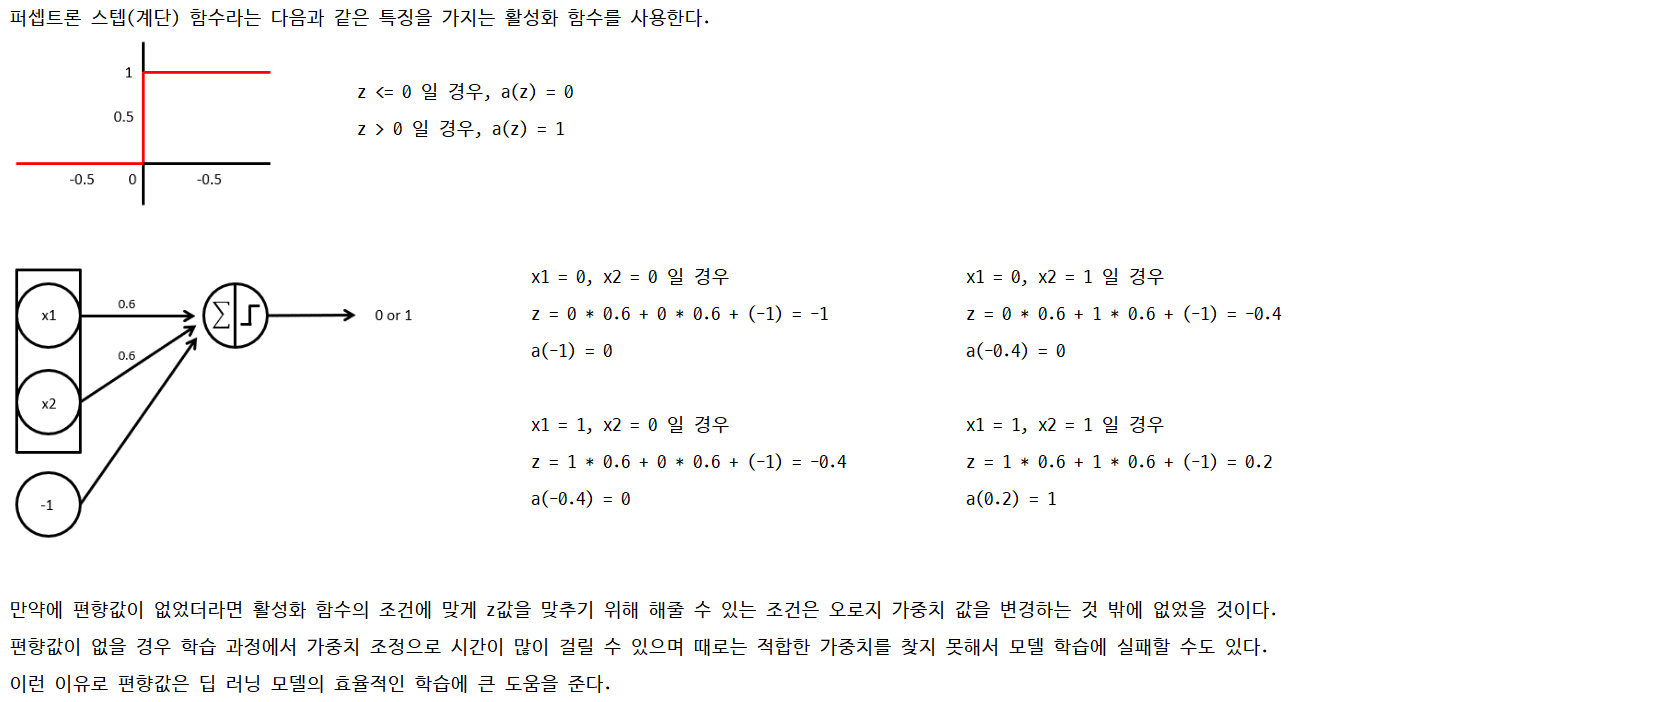 퍼셉트론 스텝(계단) 함수라는 다음과 같은 특징을 가지는 활성화 함수를 사용한다.
1
0.5
-0.5 0 -0.5
z <= 0 일 경우, a(z) = 0
z > 0 일 경우, a(z) = 1
x1
x2
-1
0.6
0.6
∑
0 or 1
x1 = 0, x2 = 0 일 경우
z = 0 * 0.6 + 0 * 0.6 + (-1) = -1
a(-1) = 0
x1 = 0, x2 = 1 일 경우
z = 0 * 0.6 + 1 * 0.6 + (-1) = -0.4
a(-0.4) = 0
x1 = 1, x2 = 0 일 경우
z = 1 * 0.6 + 0 * 0.6 + (-1) = -0.4
a(-0.4) = 0
x1 = 1, x2 = 1 일 경우
z = 1 * 0.6 + 1 * 0.6 + (-1) = 0.2
a(0.2) = 1
만약에 편향값이 없었더라면 활성화 함수의 조건에 맞게 z값을 맞추기 위해 해줄 수 있는 조건은 오로지 가중치 값을 변경하는 것 밖에 없었을 것이다.
편향값이 없을 경우 학습 과정에서 가중치 조정으로 시간이 많이 걸릴 수 있으며 때로는 적합한 가중치를 찾지 못해서 모델 학습에 실패할 수도 있다.
이런 이유로 편향값은 딥 러닝 모델의 효율적인 학습에 큰 도움을 준다.